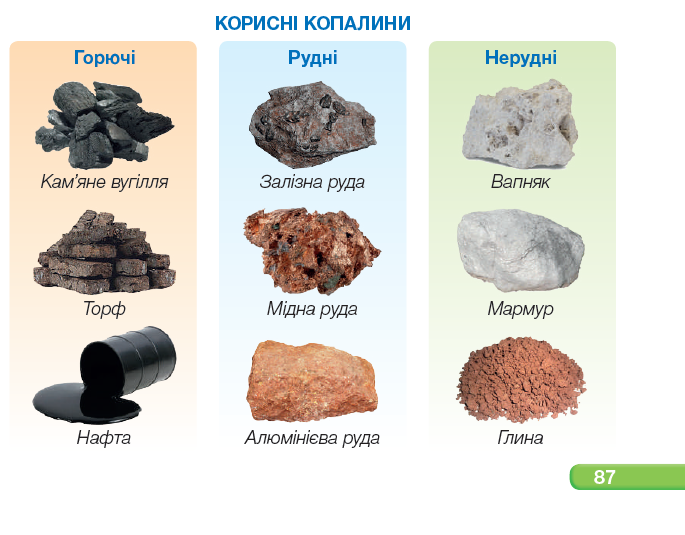 КОРИСНІ КОПАЛИНИ
Горючі
Рудні
Нерудні
Кам’яне вугілля
Залізна руда
Вапняк
Торф
Мідна руда
Мармур
Нафта
Алюмінієва руда
Глина
87